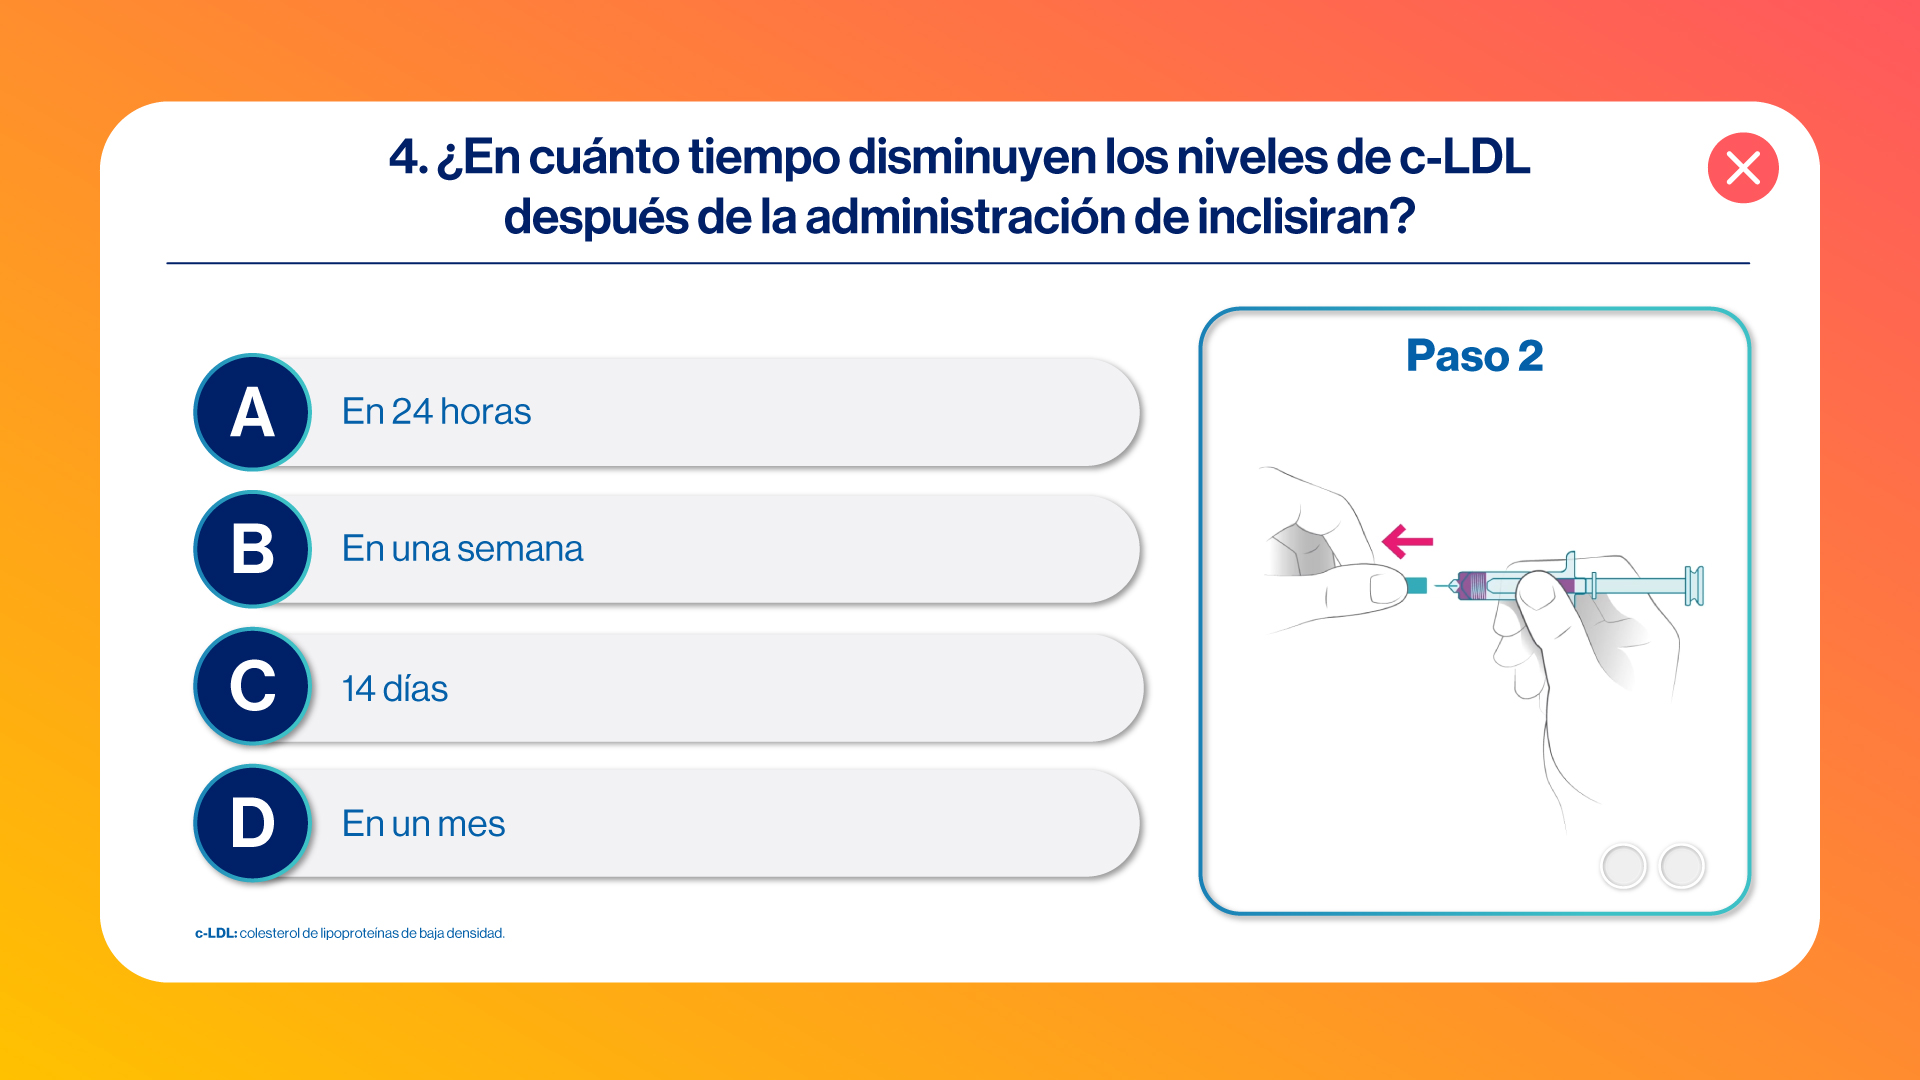 4. ¿En cuánto tiempo disminuyen los niveles de c-LDL
después de la administración de inclisiran?
A
En 24 horas
B
En una semana
C
14 días
D
En un mes
Paso 2
c-LDL: colesterol de lipoproteínas de baja densidad.